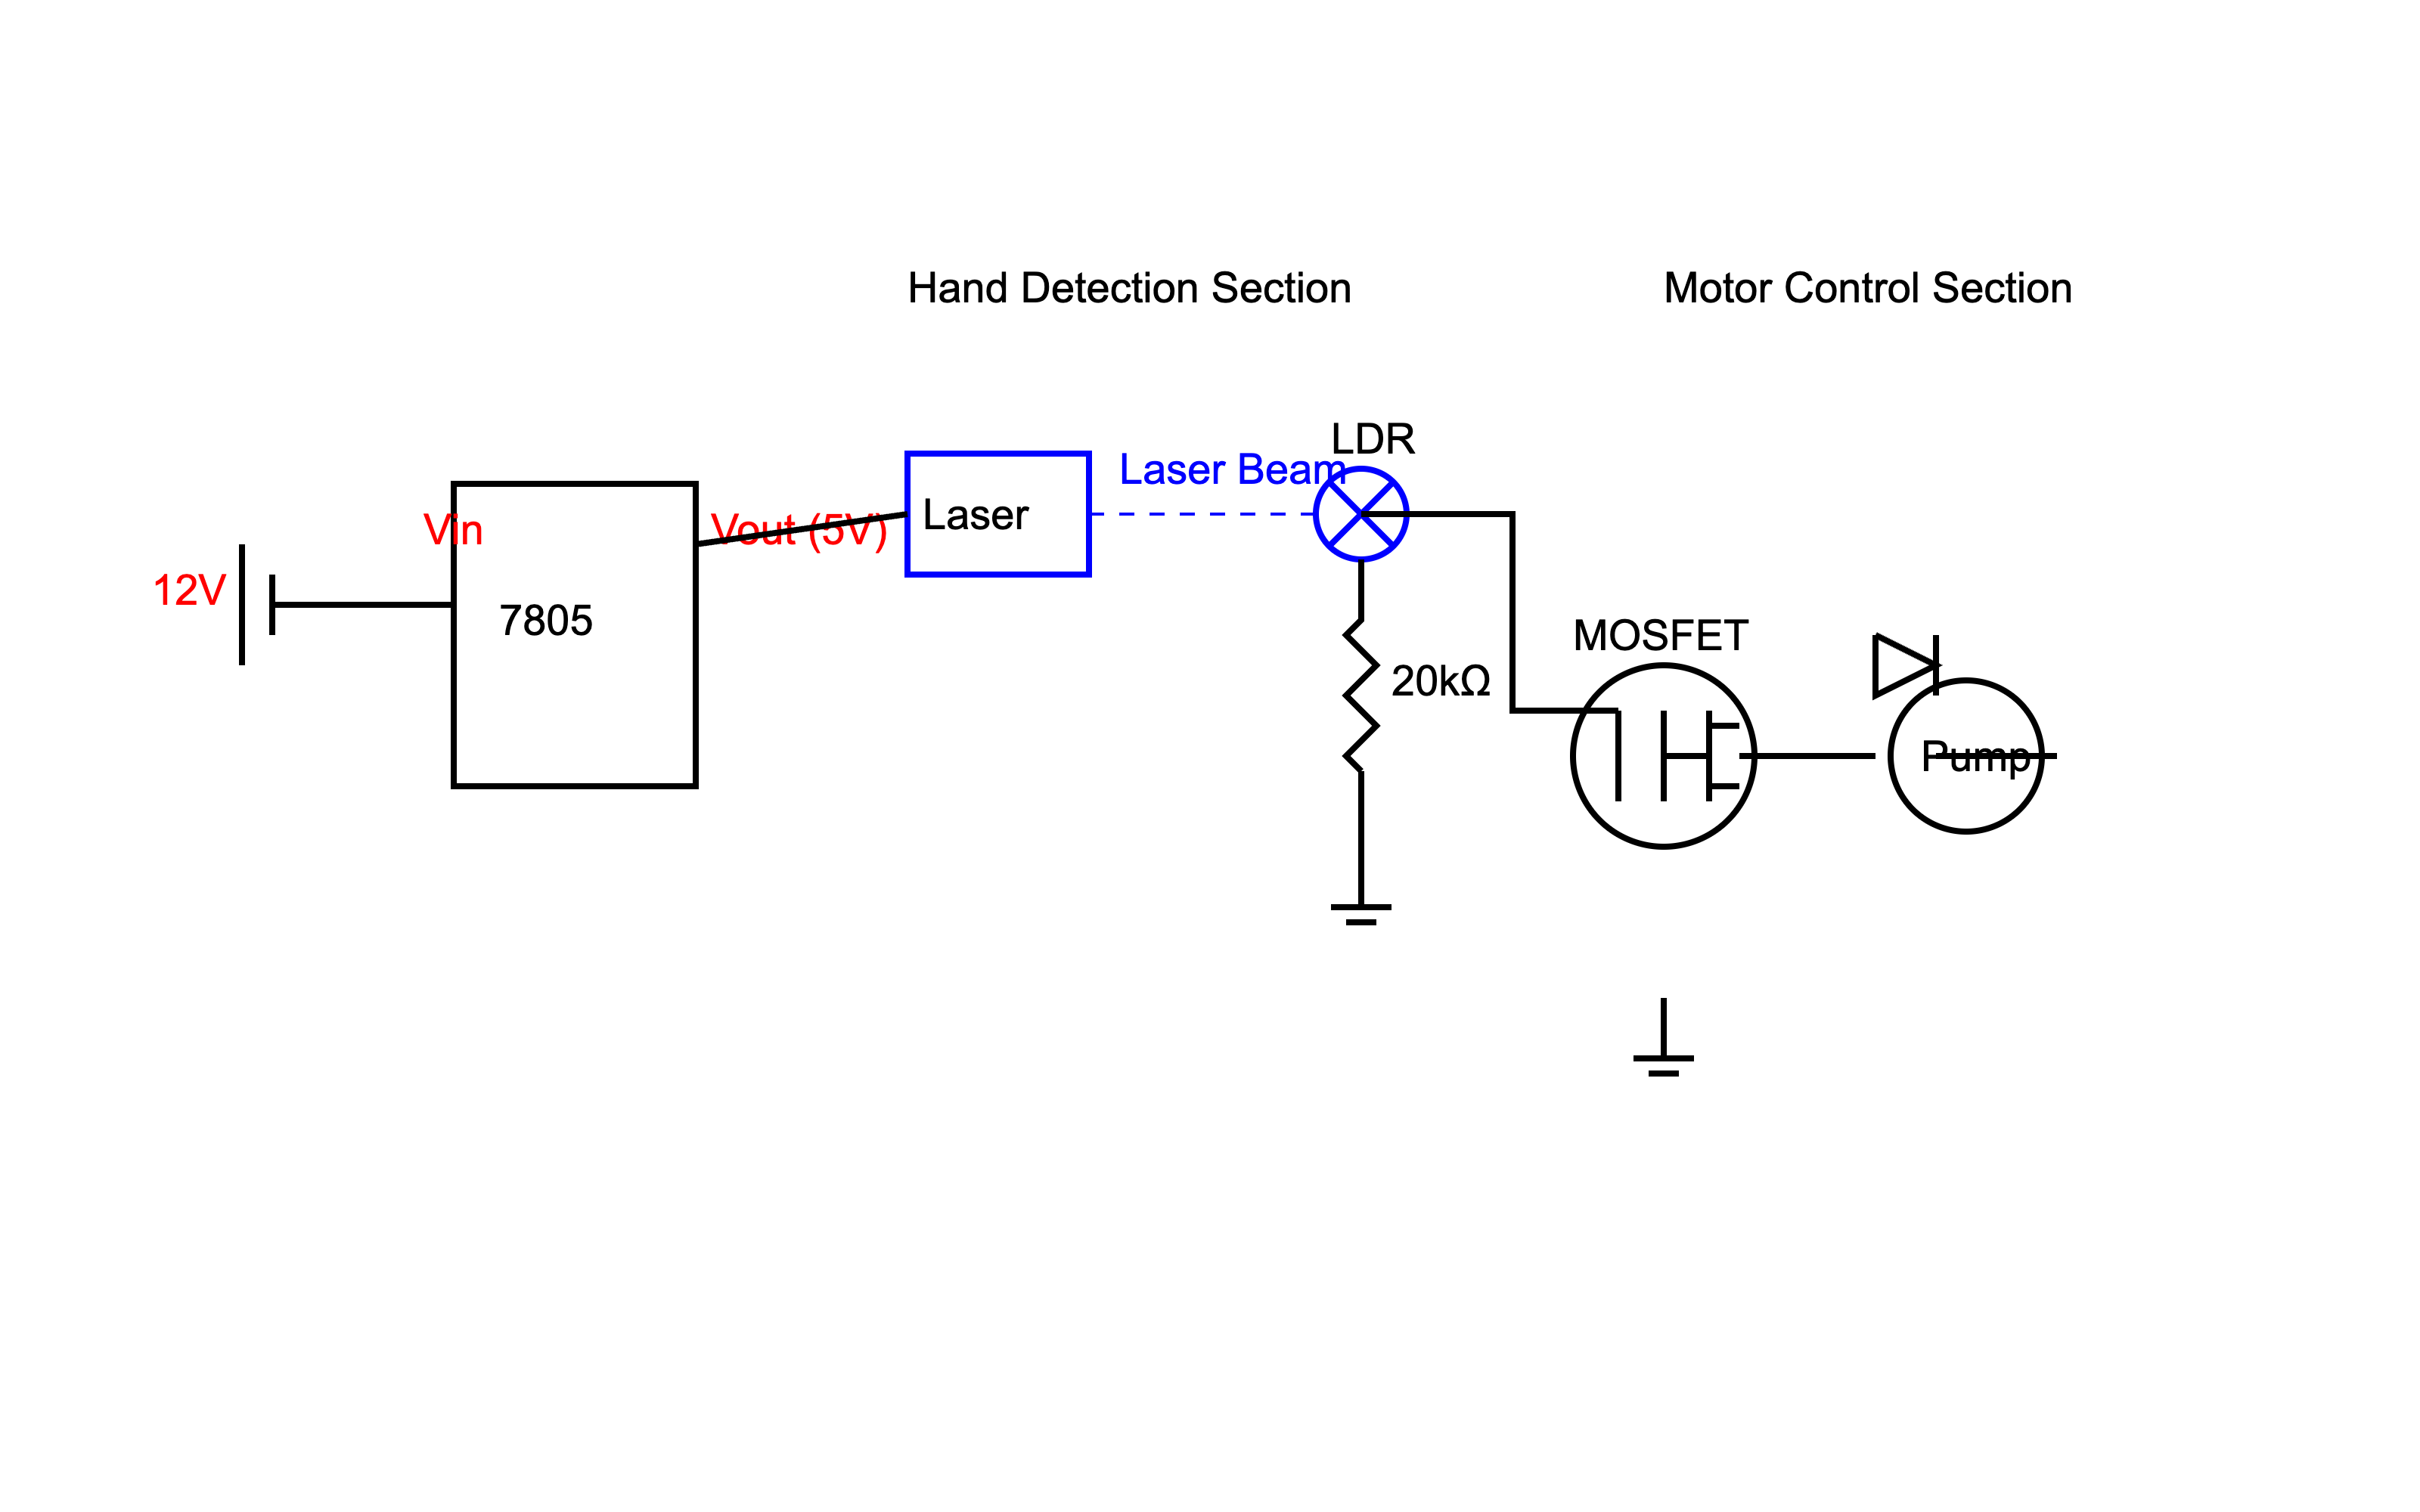 Hand Detection Section
Motor Control Section
LDR
Laser Beam
Vin
Vout (5V)
Laser
12V
7805
MOSFET
20kΩ
Pump